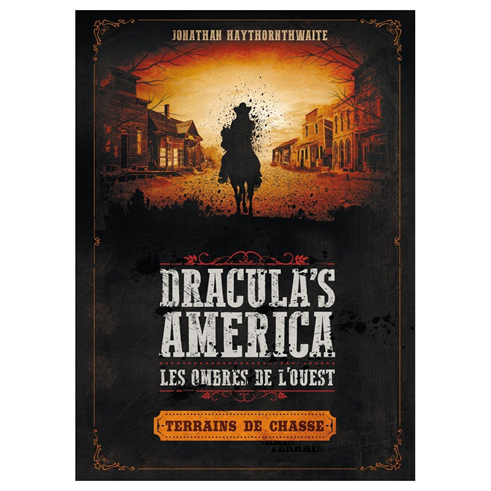 JONATHAN HAYTHORNTHWAITE
DRACULA'S
AMERICA
LES OMBRES DE L'OUEST
TERRAINS DE CHASSE